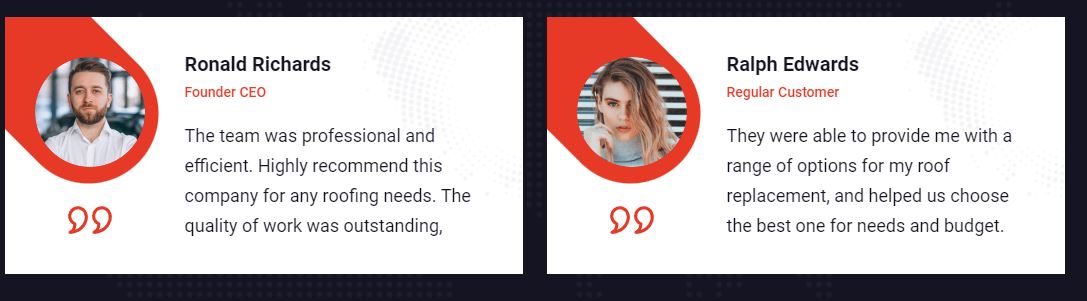 Ronald Richards
Founder CEO
The team was professional and
efficient. Highly recommend this
company for any roofing needs. The
quality of work was outstanding,
Ralph Edwards
Regular Customer
They were able to provide me with a
range of options for my roof
replacement, and helped us choose
the best one for needs and budget.